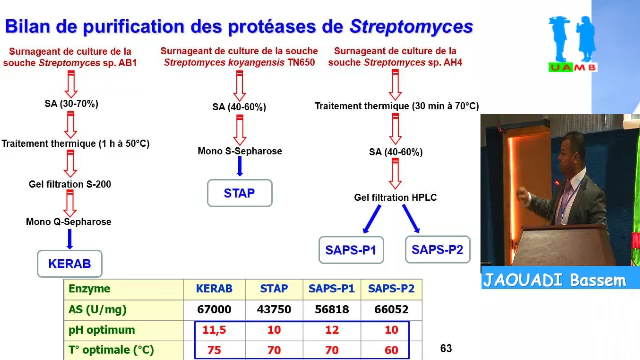 Bilan de purification des protéases de Streptomyces
Surnageant de culture de la
souche Streptomyces sp. AB1
SA (30-70%)
Traitement thermique (1 h à 50°C)
Gel filtration S-200
Mono Q-Sepharose
KERAB
Surnageant de culture de la souche
Streptomyces koyangensis TN650
SA (40-60%)
Mono S-Sepharose
STAP
Surnageant de culture de la
souche Streptomyces sp. AH4
Traitement thermique (30 min à 70°C)
SA (40-60%)
Gel filtration HPLC
SAPS-P1 SAPS-P2
UAMB
JAOUADI Bassem
Enzyme KERAB STAP SAPS-P1 SAPS-P2
AS (U/mg) 67000 43750 56818 66052
pH optimum 11,5 10 12 10
T° optimale (°C) 75 70 70 60
63